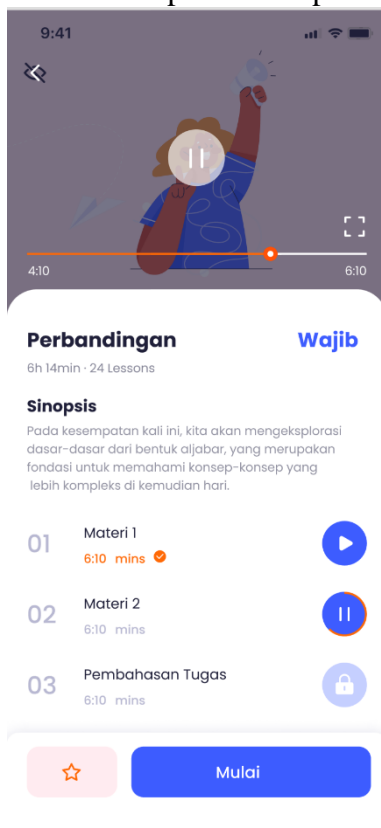 9:41
4:10 6:10
Perbandingan Wajib
6h 14min · 24 Lessons
Sinopsis
Pada kesempatan kali ini, kita akan mengeksplorasi
dasar-dasar dari bentuk aljabar, yang merupakan
fondasi untuk memahami konsep-konsep yang
lebih kompleks di kemudian hari.
01 Materi 1
6:10 mins
02 Materi 2
6:10 mins
03 Pembahasan Tugas
6:10 mins
Mulai